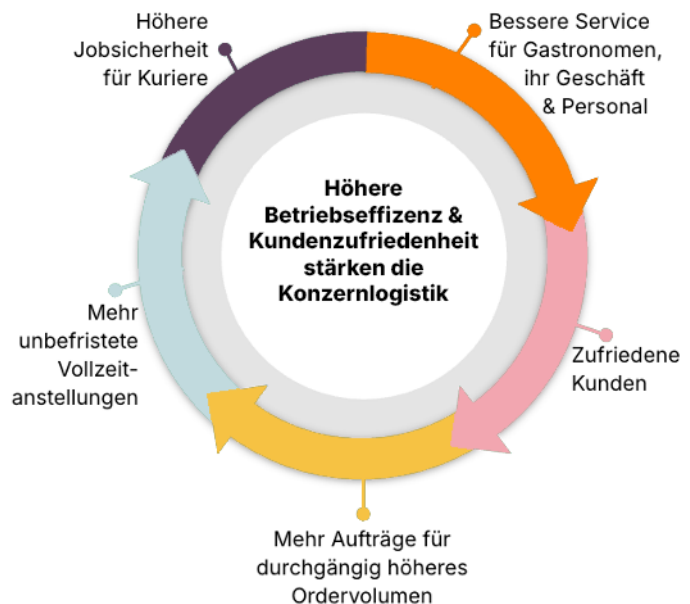 Höhere
Jobsicherheit
für Kuriere
Bessere Service
für Gastronomen,
ihr Geschäft
& Personal
Höhere
Betriebseffizenz &
Kundenzufriedenheit
stärken die
Konzernlogistik
Mehr
unbefristete
Vollzeit-
anstellungen
Zufriedene
Kunden
Mehr Aufträge für
durchgängig höheres
Ordervolumen